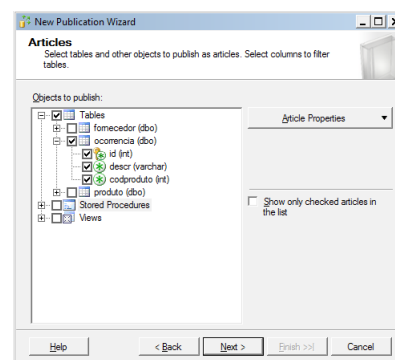 New Publication Wizard
Articles
Select tables and other objects to publish as articles. Select columns to filter
tables.
Objects to publish:
Tables
fornecedor (dbo)
ocorrencia (dbo)
id (int)
descr (varchar)
codproduto (int)
produto (dbo)
Stored Procedures
Views
Article Properties
Show only checked articles in
the list
Help
< Back
Next >
Finish >>|
Cancel